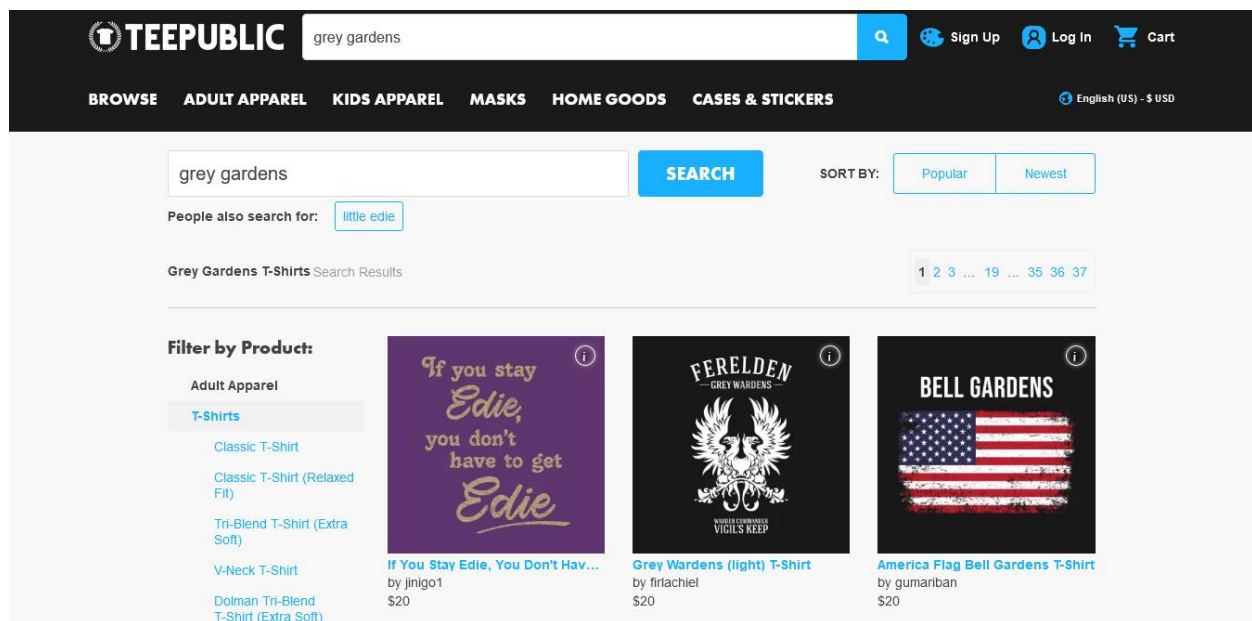 TEEPUBLIC
grey gardens
Sign Up
Log In
Cart
BROWSE ADULT APPAREL KIDS APPAREL MASKS HOME GOODS CASES & STICKERS
English (US) - $ USD
grey gardens
SEARCH
SORT BY:
Popular
Newest
People also search for:
little edie
Grey Gardens T-Shirts Search Results
1 2 3 ... 19 ... 35 36 37
Filter by Product:
Adult Apparel
T-Shirts
Classic T-Shirt
Classic T-Shirt (Relaxed
Fit)
Tri-Blend T-Shirt (Extra
Soft)
V-Neck T-Shirt
Dolman Tri-Blend
T-Shirt (Extra Soft)
If you stay
Edie,
you don't
have to get
Edie
If You Stay Edie, You Don't Hav...
by jinigo1
$20
FERELDEN
GREY WARDENS
WARDEN COMMANDER
VIGIL'S KEEP
Grey Wardens (light) T-Shirt
by firlachiel
$20
BELL GARDENS
America Flag Bell Gardens T-Shirt
by gumariban
$20